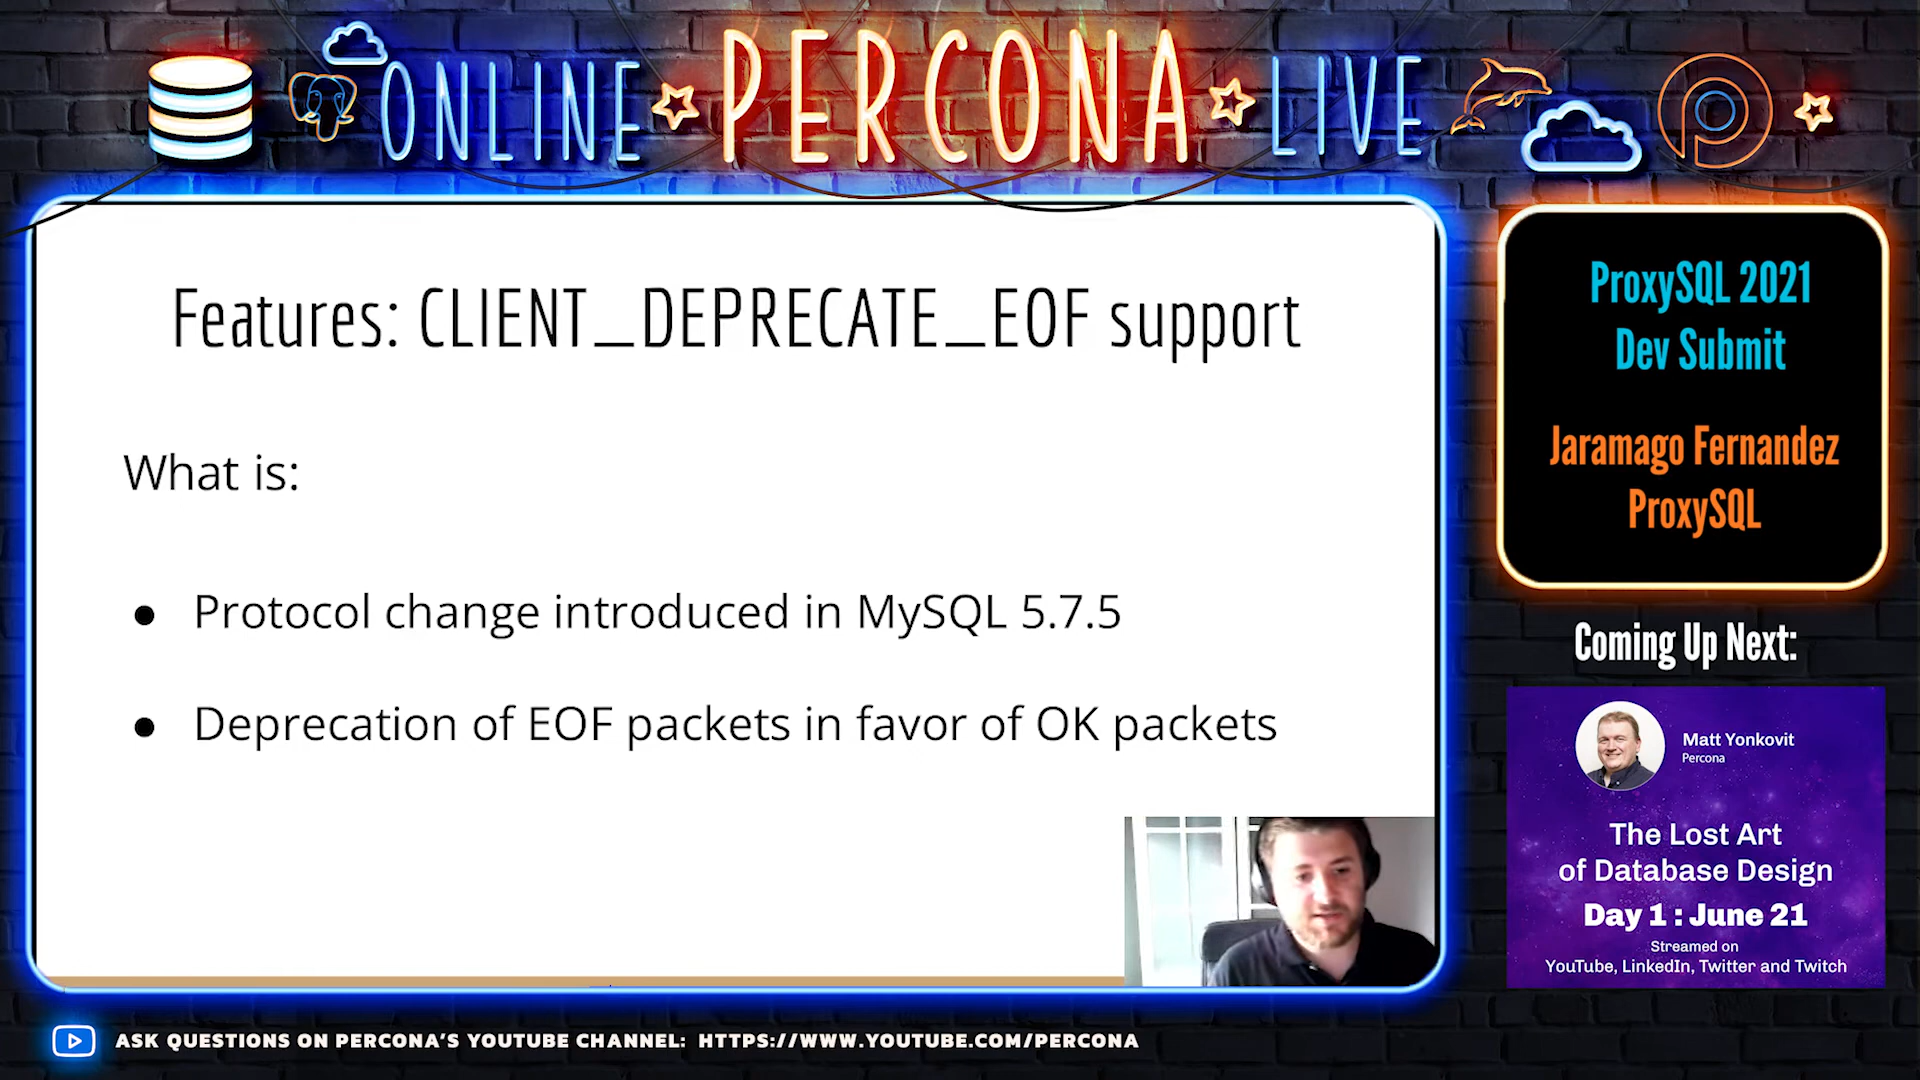 ONLINE PERCONA LIVE
Features: CLIENT_DEPRECATE_EOF support
What is:
● Protocol change introduced in MySQL 5.7.5
● Deprecation of EOF packets in favor of OK packets
ProxySQL 2021
Dev Submit
Jaramago Fernandez
ProxySQL
Coming Up Next:
Matt Yonkovit
Percona
The Lost Art
of Database Design
Day 1 : June 21
Streamed on
YouTube, LinkedIn, Twitter and Twitch
ASK QUESTIONS ON PERCONA'S YOUTUBE CHANNEL: HTTPS://WWW.YOUTUBE.COM/PERCONA